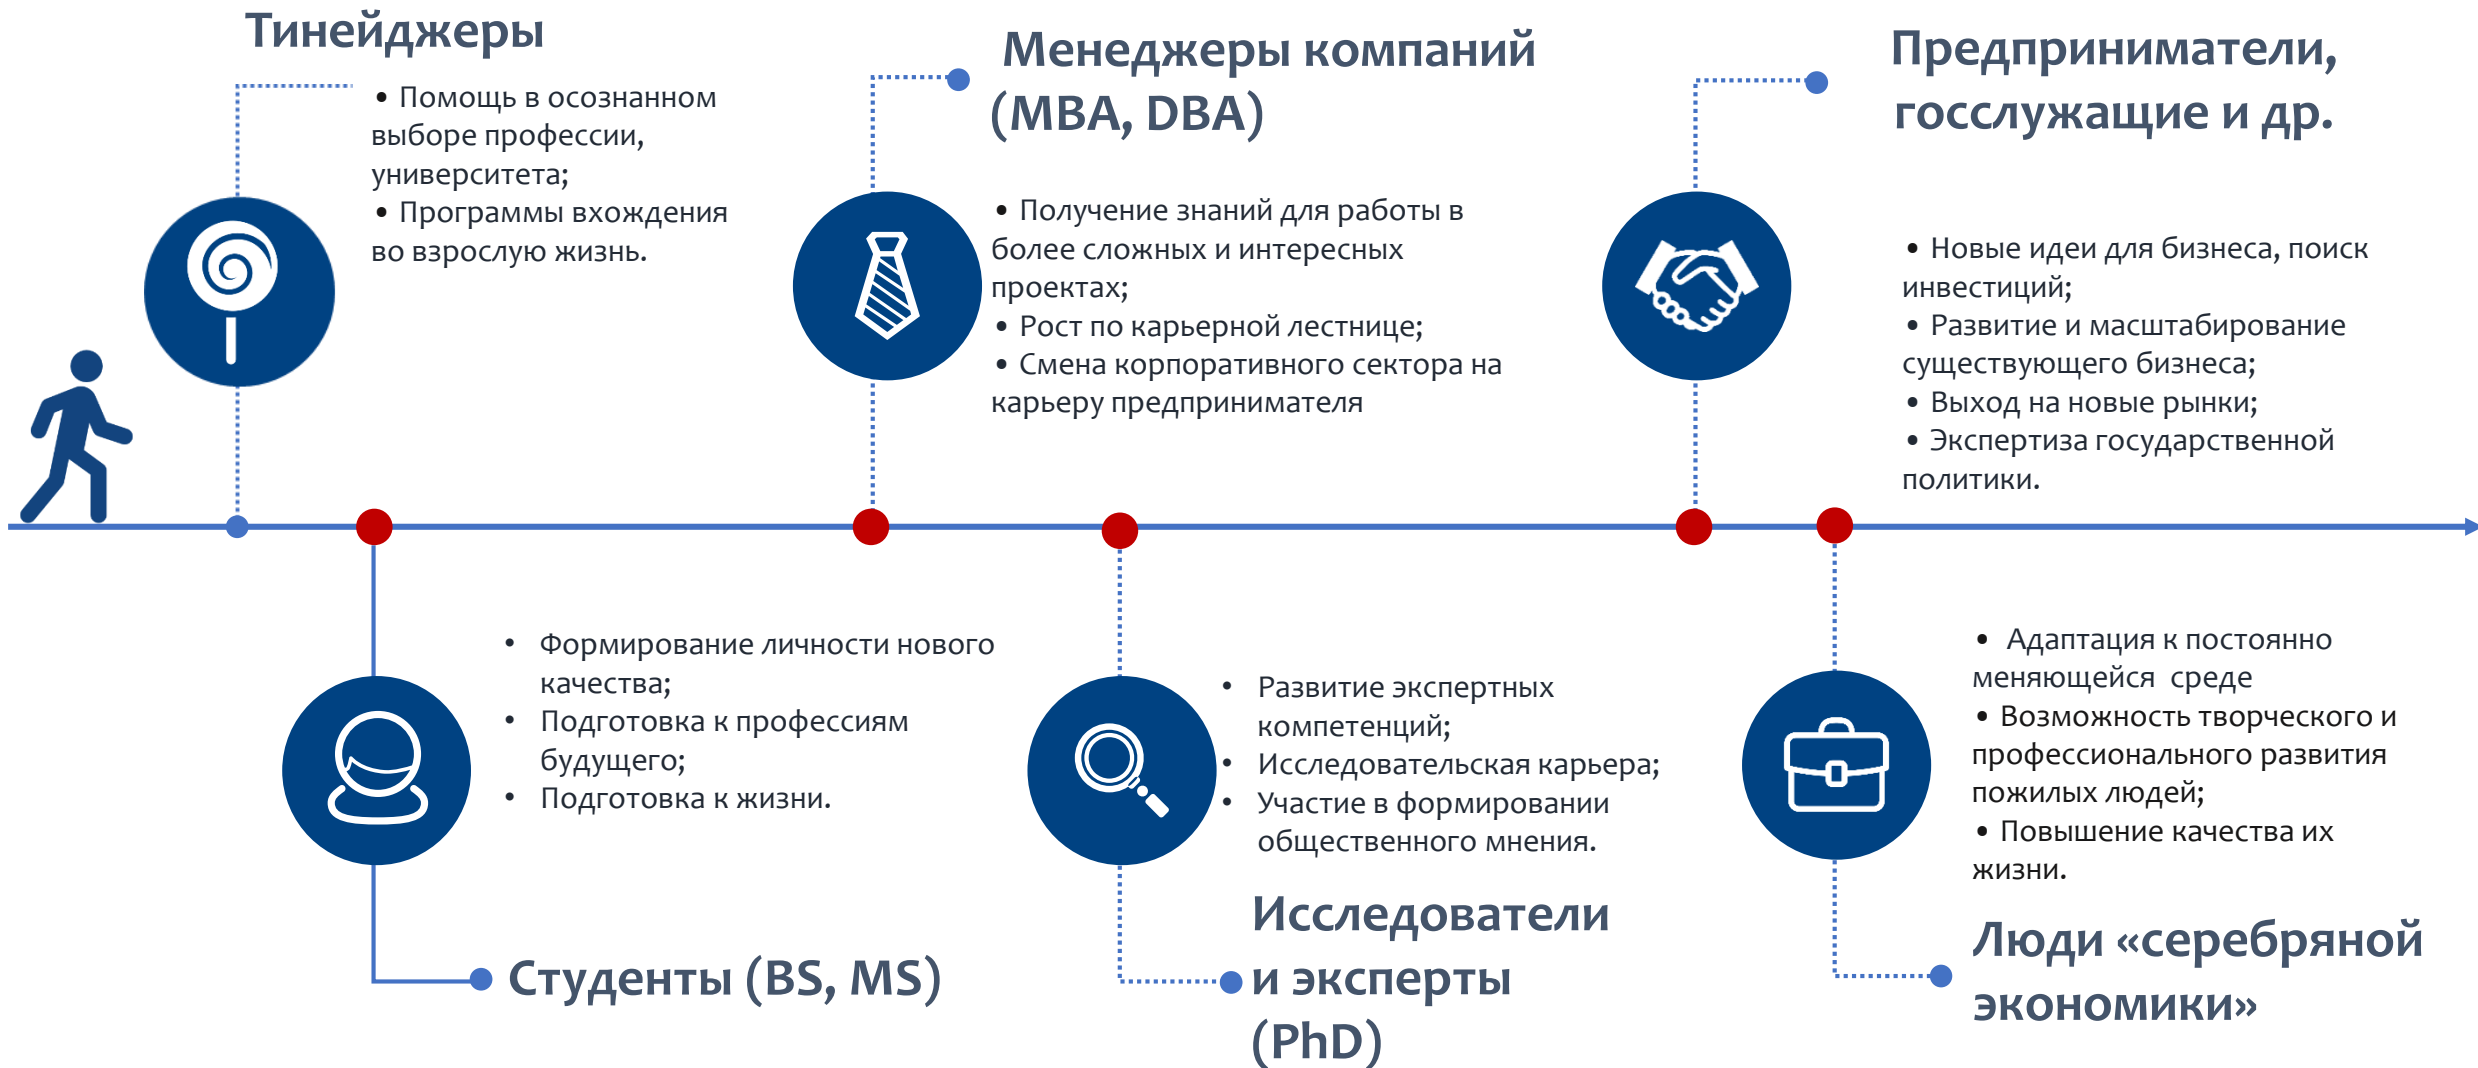 Тинейджеры
• Помощь в осознанном
выборе профессии,
университета;
• Программы вхождения
во взрослую жизнь.
Менеджеры компаний
(MBA, DBA)
• Получение знаний для работы в
более сложных и интересных
проектах;
• Рост по карьерной лестнице;
• Смена корпоративного сектора на
карьеру предпринимателя
Предприниматели,
госслужащие и др.
• Новые идеи для бизнеса, поиск
инвестиций;
• Развитие и масштабирование
существующего бизнеса;
• Выход на новые рынки;
• Экспертиза государственной
политики.
• Формирование личности нового
качества;
• Подготовка к профессиям
будущего;
• Подготовка к жизни.
Студенты (BS, MS)
• Развитие экспертных
компетенций;
• Исследовательская карьера;
• Участие в формировании
общественного мнения.
Исследователи
и эксперты
(PhD)
• Адаптация к постоянно
меняющейся среде
• Возможность творческого и
профессионального развития
пожилых людей;
• Повышение качества их
жизни.
Люди «серебряной
экономики»